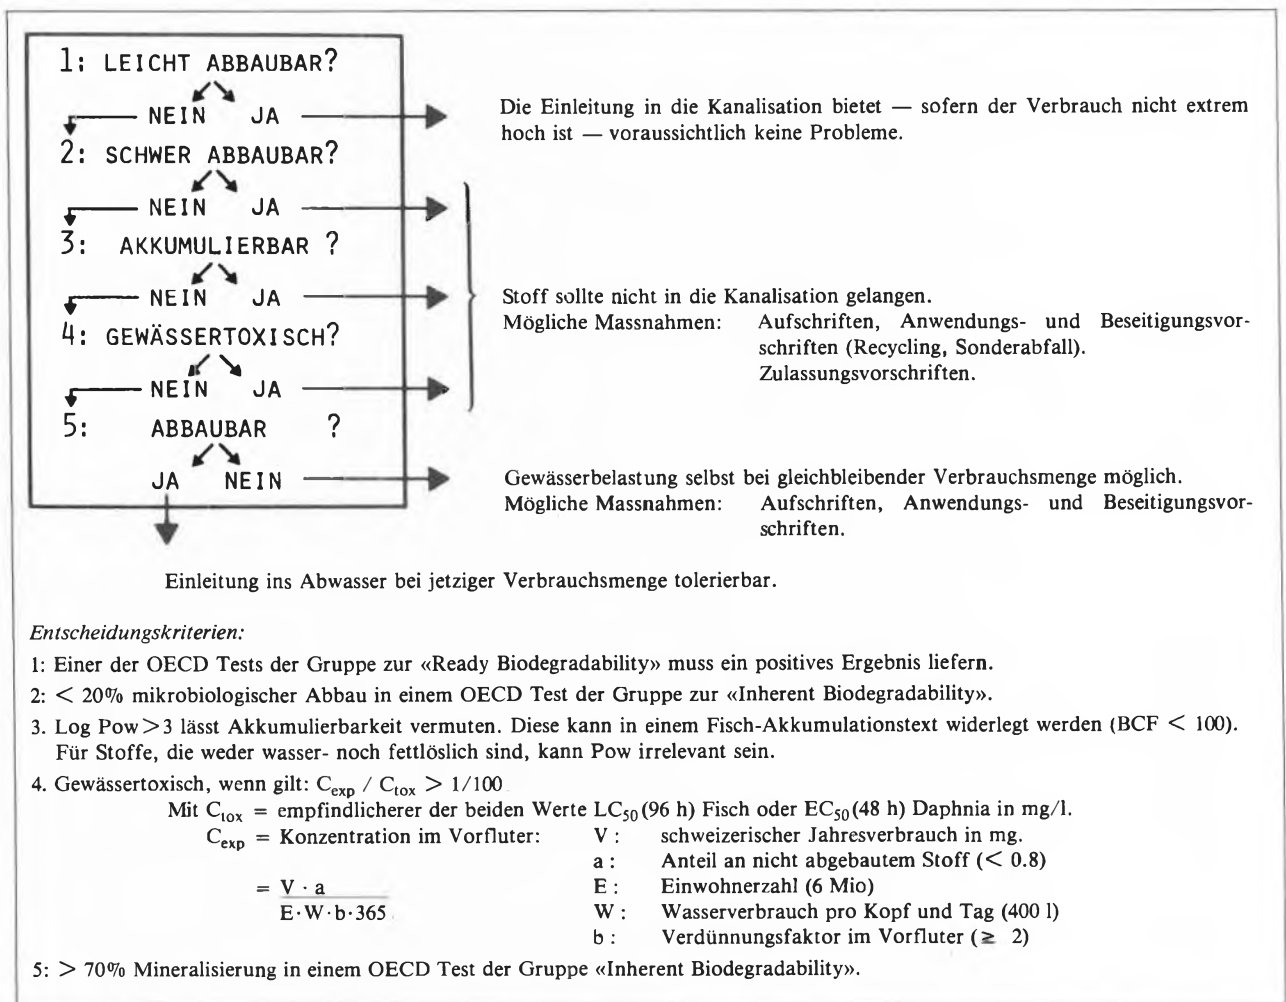 1: LEICHT ABBAUBAR?
NEIN JA
Die Einleitung in die Kanalisation bietet — sofern der Verbrauch nicht extrem
hoch ist — voraussichtlich keine Probleme.
2: SCHWER ABBAUBAR?
NEIN JA
3: AKKUMULIERBAR ?
NEIN JA
Stoff sollte nicht in die Kanalisation gelangen.
Mögliche Massnahmen: Aufschriften, Anwendungs- und Beseitigungsvor-
schriften (Recycling, Sonderabfall).
Zulassungsvorschriften.
4: GEWÄSSERTOXISCH?
NEIN JA
5: ABBAUBAR ?
JA NEIN
Gewässerbelastung selbst bei gleichbleibender Verbrauchsmenge möglich.
Mögliche Massnahmen: Aufschriften, Anwendungs- und Beseitigungsvor-
schriften.
Einleitung ins Abwasser bei jetziger Verbrauchsmenge tolerierbar.
Entscheidungskriterien:
1: Einer der OECD Tests der Gruppe zur «Ready Biodegradability» muss ein positives Ergebnis liefern.
2: < 20% mikrobiologischer Abbau in einem OECD Test der Gruppe zur «Inherent Biodegradability».
3. Log Pow>3 lässt Akkumulierbarkeit vermuten. Diese kann in einem Fisch-Akkumulationstext widerlegt werden (BCF < 100).
Für Stoffe, die weder wasser- noch fettlöslich sind, kann Pow irrelevant sein.
4. Gewässertoxisch, wenn gilt: C_exp / C_tox > 1/100
Mit C_tox = empfindlicherer der beiden Werte LC_50 (96 h) Fisch oder EC_50 (48 h) Daphnia in mg/l.
C_exp = Konzentration im Vorfluter: V : schweizerischer Jahresverbrauch in mg.
a : Anteil an nicht abgebautem Stoff (< 0.8)
= V · a E : Einwohnerzahl (6 Mio)
E·W·b·365 W : Wasserverbrauch pro Kopf und Tag (400 l)
b : Verdünnungsfaktor im Vorfluter (≥ 2)
5: > 70% Mineralisierung in einem OECD Test der Gruppe «Inherent Biodegradability».